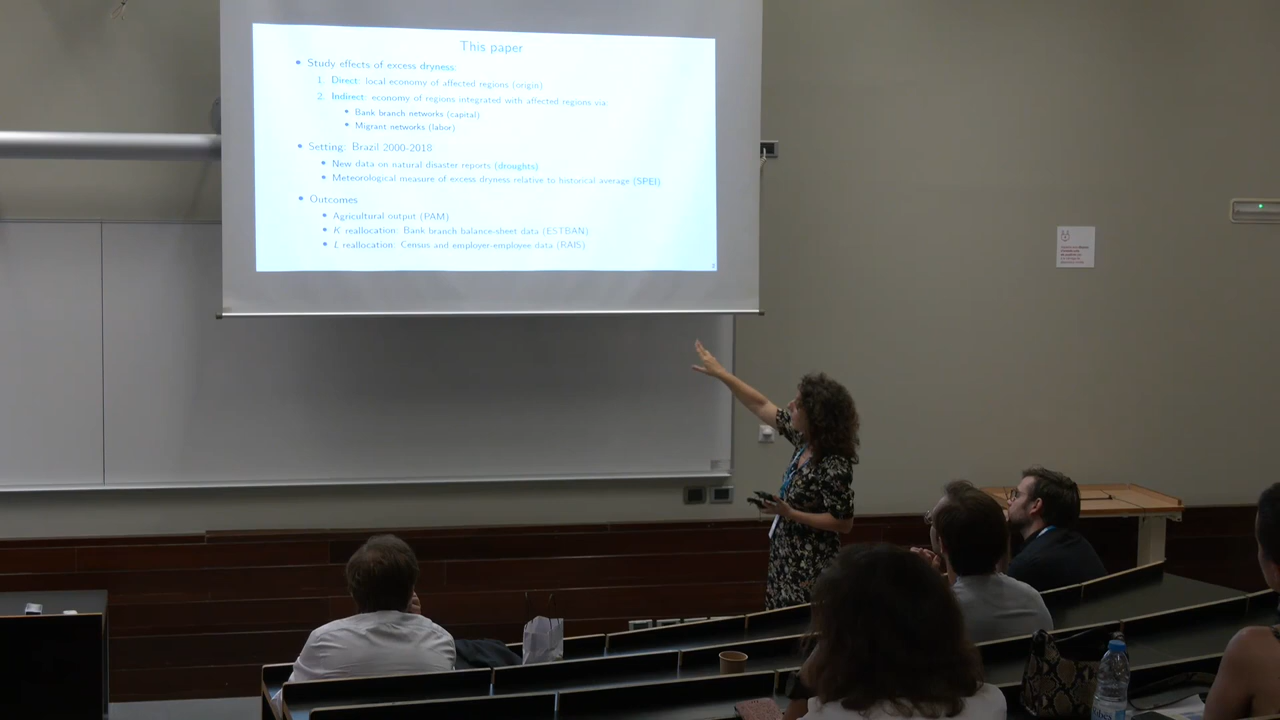 This paper
• Study effects of excess dryness:
1. Direct: local economy of affected regions (origin)
2. Indirect: economy of regions integrated with affected regions via:
• Bank branch networks (capital)
• Migrant networks (labor)
• Setting: Brazil 2000-2018
• New data on natural disaster reports (droughts)
• Meteorological measure of excess dryness relative to historical average (SPEI)
• Outcomes
• Agricultural output (PAM)
• K reallocation: Bank branch balance-sheet data (ESTBAN)
• L reallocation: Census and employer-employee data (RAIS)